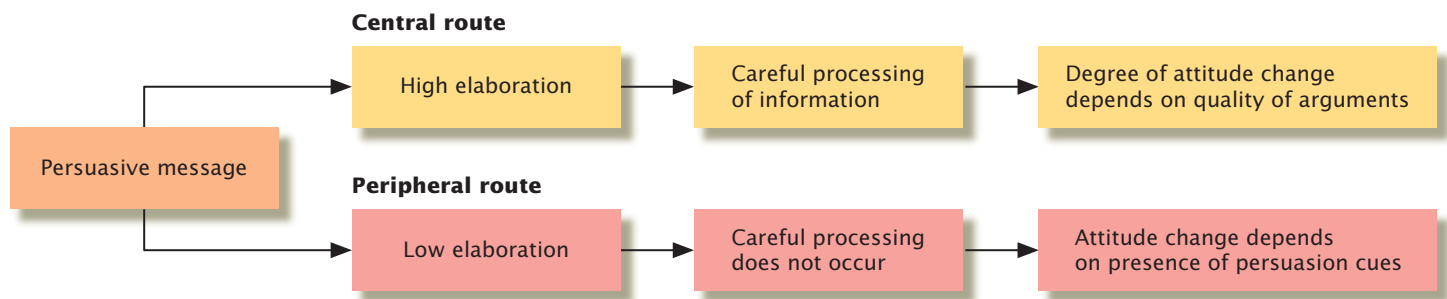 Central route
High elaboration
Careful processing
of information
Degree of attitude change
depends on quality of arguments
Persuasive message
Peripheral route
Low elaboration
Careful processing
does not occur
Attitude change depends
on presence of persuasion cues